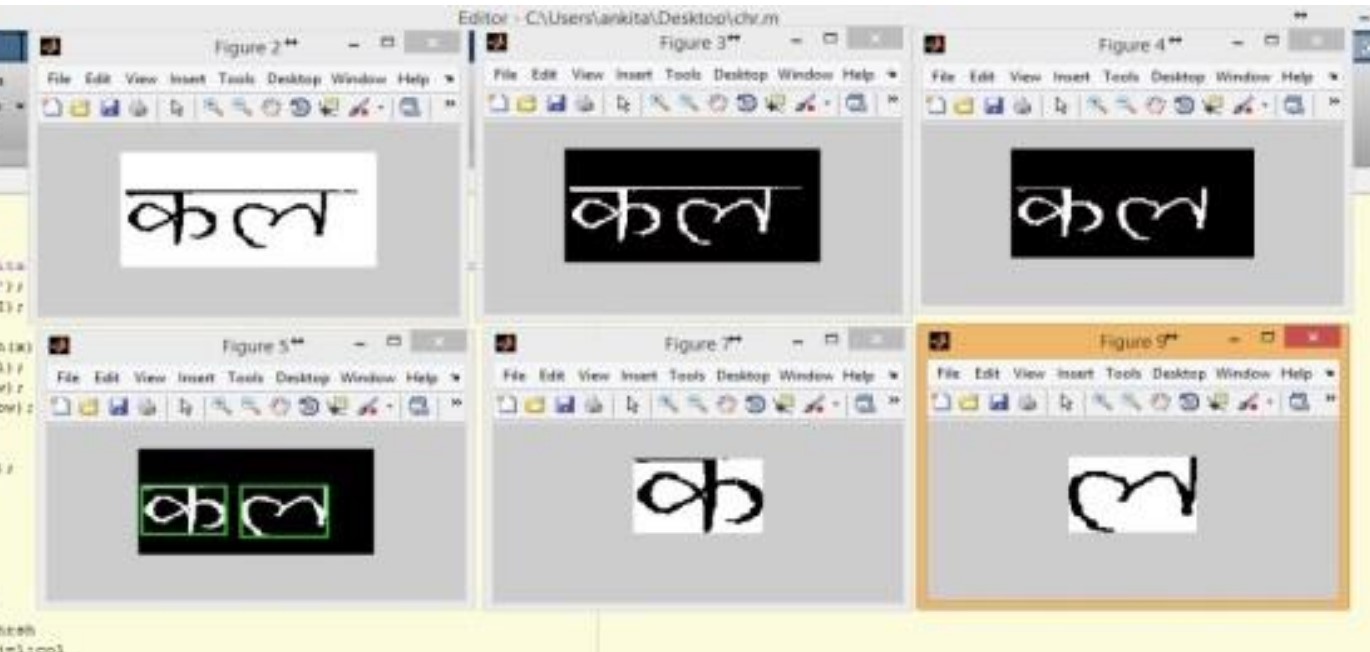 Editor - C:\Users\ankita\Desktop\chr.m
Figure 2
File Edit View Insert Tools Desktop Window Help
कल
Figure 3
File Edit View Insert Tools Desktop Window Help
कल
Figure 4
File Edit View Insert Tools Desktop Window Help
कल
Figure 5
File Edit View Insert Tools Desktop Window Help
कल
Figure 7
File Edit View Insert Tools Desktop Window Help
क
Figure 9
File Edit View Insert Tools Desktop Window Help
ल